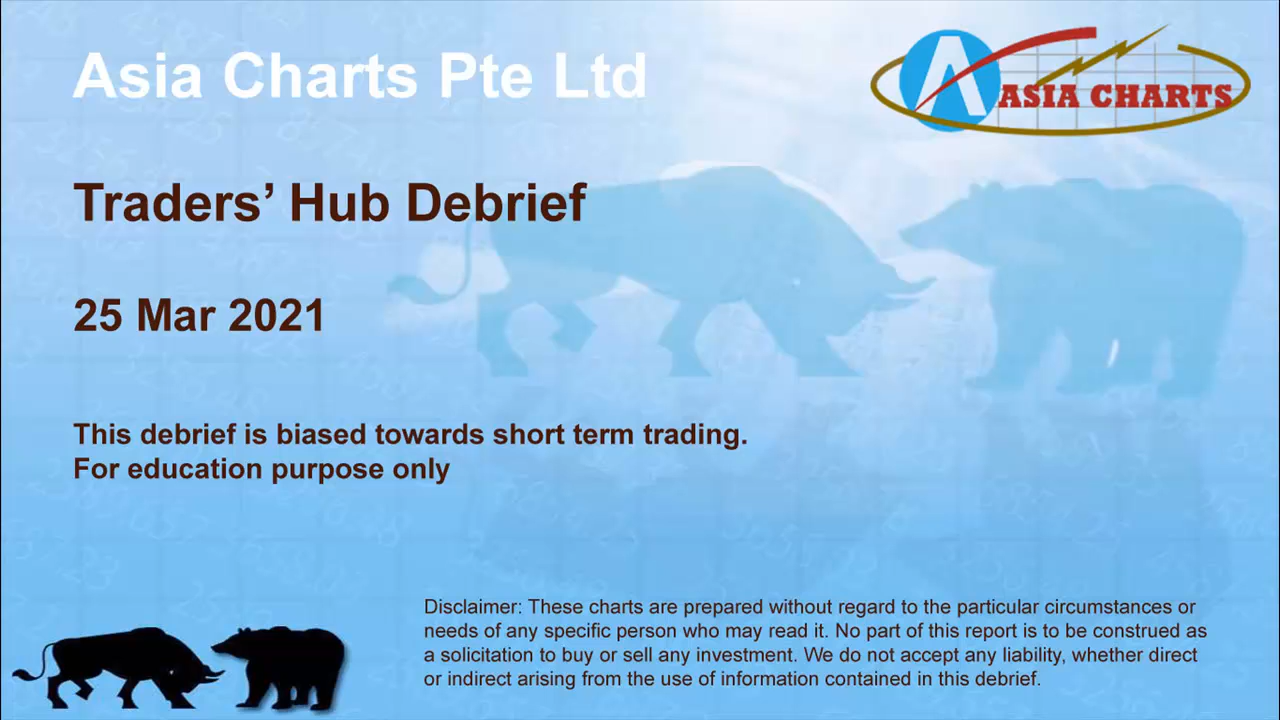 Asia Charts Pte Ltd
A ASIA CHARTS
Traders’ Hub Debrief
25 Mar 2021
This debrief is biased towards short term trading.
For education purpose only
Disclaimer: These charts are prepared without regard to the particular circumstances or
needs of any specific person who may read it. No part of this report is to be construed as
a solicitation to buy or sell any investment. We do not accept any liability, whether direct
or indirect arising from the use of information contained in this debrief.